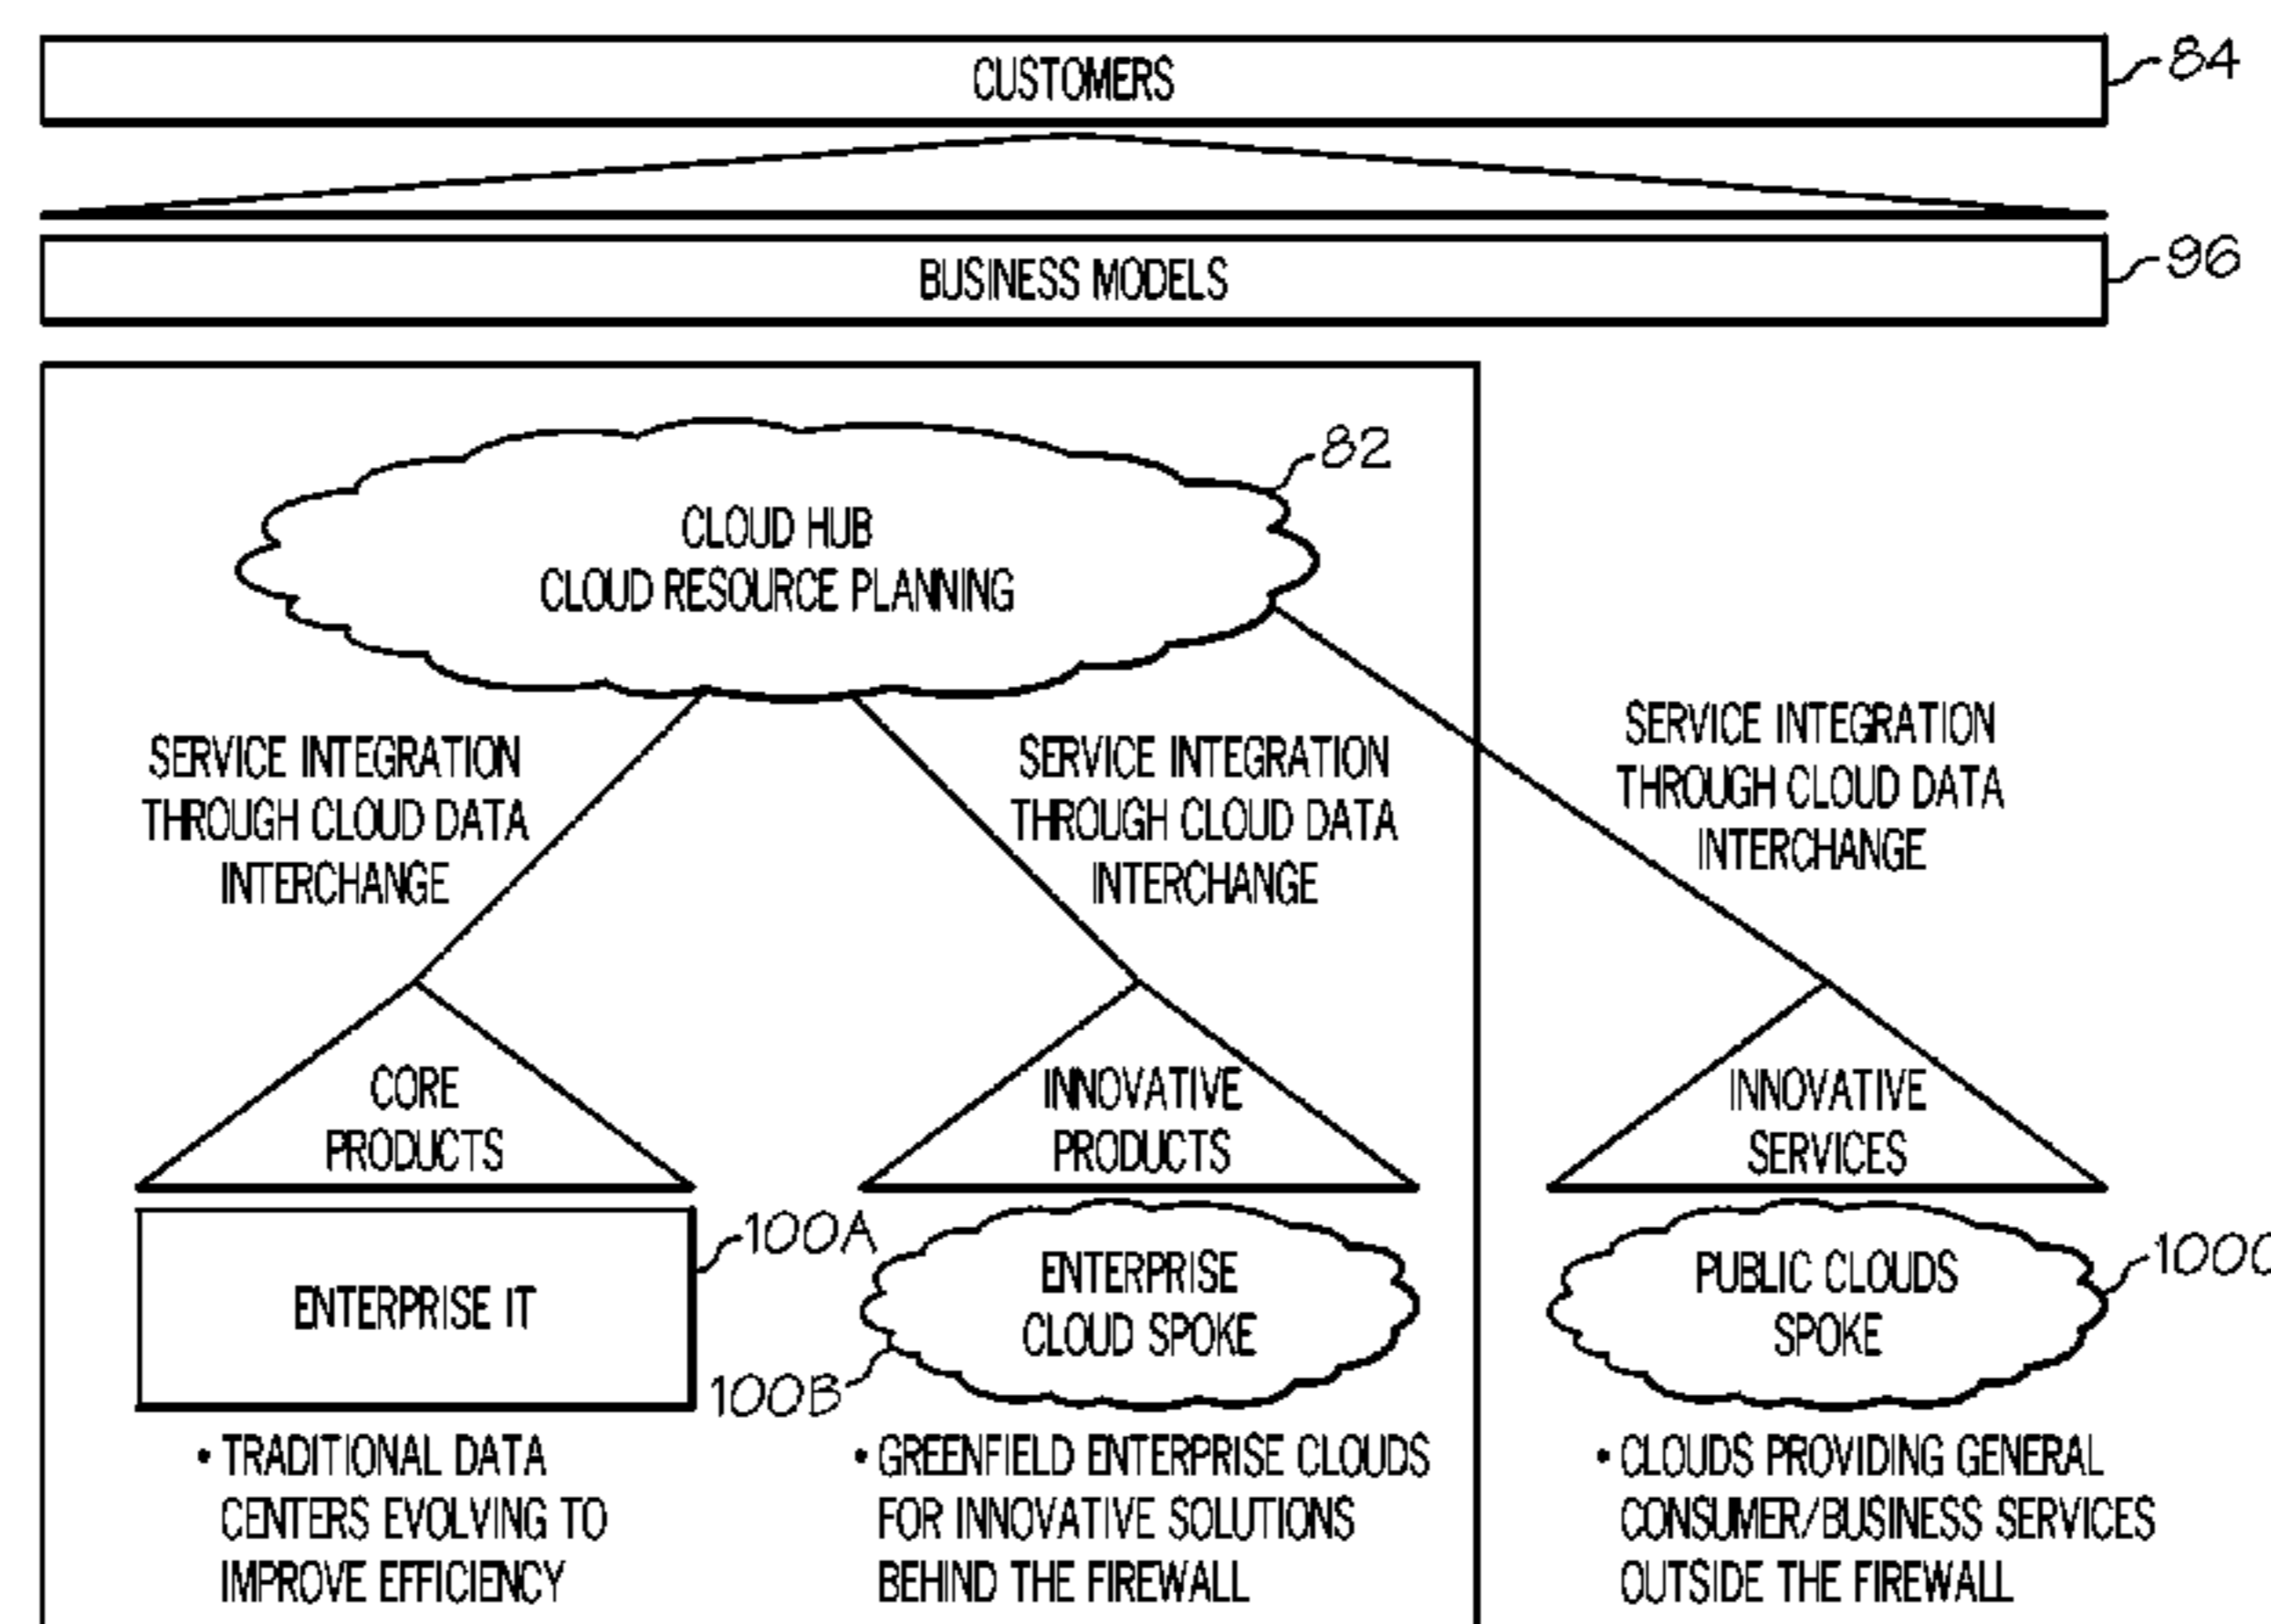 CUSTOMERS
84
BUSINESS MODELS
96
82
CLOUD HUB
CLOUD RESOURCE PLANNING
SERVICE INTEGRATION
THROUGH CLOUD DATA
INTERCHANGE
SERVICE INTEGRATION
THROUGH CLOUD DATA
INTERCHANGE
SERVICE INTEGRATION
THROUGH CLOUD DATA
INTERCHANGE
CORE
PRODUCTS
INNOVATIVE
PRODUCTS
INNOVATIVE
SERVICES
ENTERPRISE IT
100A
ENTERPRISE
CLOUD SPOKE
100B
PUBLIC CLOUDS
SPOKE
• TRADITIONAL DATA
CENTERS EVOLVING TO
IMPROVE EFFICIENCY
• GREENFIELD ENTERPRISE CLOUDS
FOR INNOVATIVE SOLUTIONS
BEHIND THE FIREWALL
• CLOUDS PROVIDING GENERAL
CONSUMER/BUSINESS SERVICES
OUTSIDE THE FIREWALL